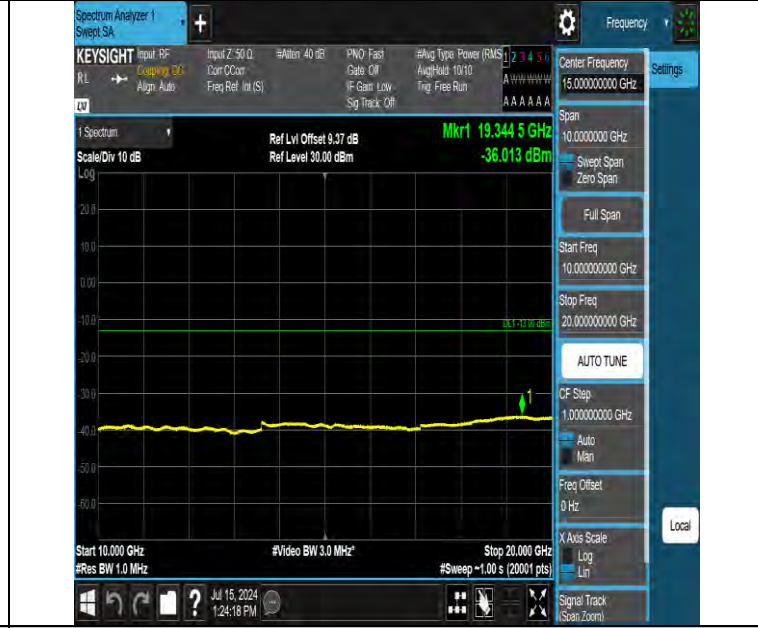 Spectrum Analyzer 1
Swept SA
+
Frequency
KEYSIGHT
Input: RF
Coupling: DC
Align: Auto
Input Z: 50 Ω
Corr CCorr
Freq Ref: Int (S)
#Atten: 40 dB
PNO: Fast
Gate: Off
IF Gain: Low
Sig Track: Off
#Avg Type: Power (RMS
Avg|Hold: 10/10
Trig: Free Run
1 2 3 4 5 6
A W W W W W
A A A A A A
R L
LXI
1 Spectrum
Scale/Div 10 dB
Ref Lvl Offset 9.37 dB
Ref Level 30.00 dBm
Mkr1 19.344 5 GHz
-36.013 dBm
Log
20.0
10.0
0.00
-10.0
DL1 -13.00 dBm
-20.0
-30.0
1
-40.0
-50.0
-60.0
Start 10.000 GHz
#Res BW 1.0 MHz
#Video BW 3.0 MHz*
Stop 20.000 GHz
#Sweep ~1.00 s (20001 pts)
?
Jul 15, 2024
1:24:18 PM
Center Frequency
15.00000000 GHz
Settings
Span
10.0000000 GHz
Swept Span
Zero Span
Full Span
Start Freq
10.000000000 GHz
Stop Freq
20.000000000 GHz
AUTO TUNE
CF Step
1.00000000 GHz
Auto
Man
Freq Offset
0 Hz
X Axis Scale
Log
Lin
Local
Signal Track
(Span Zoom)